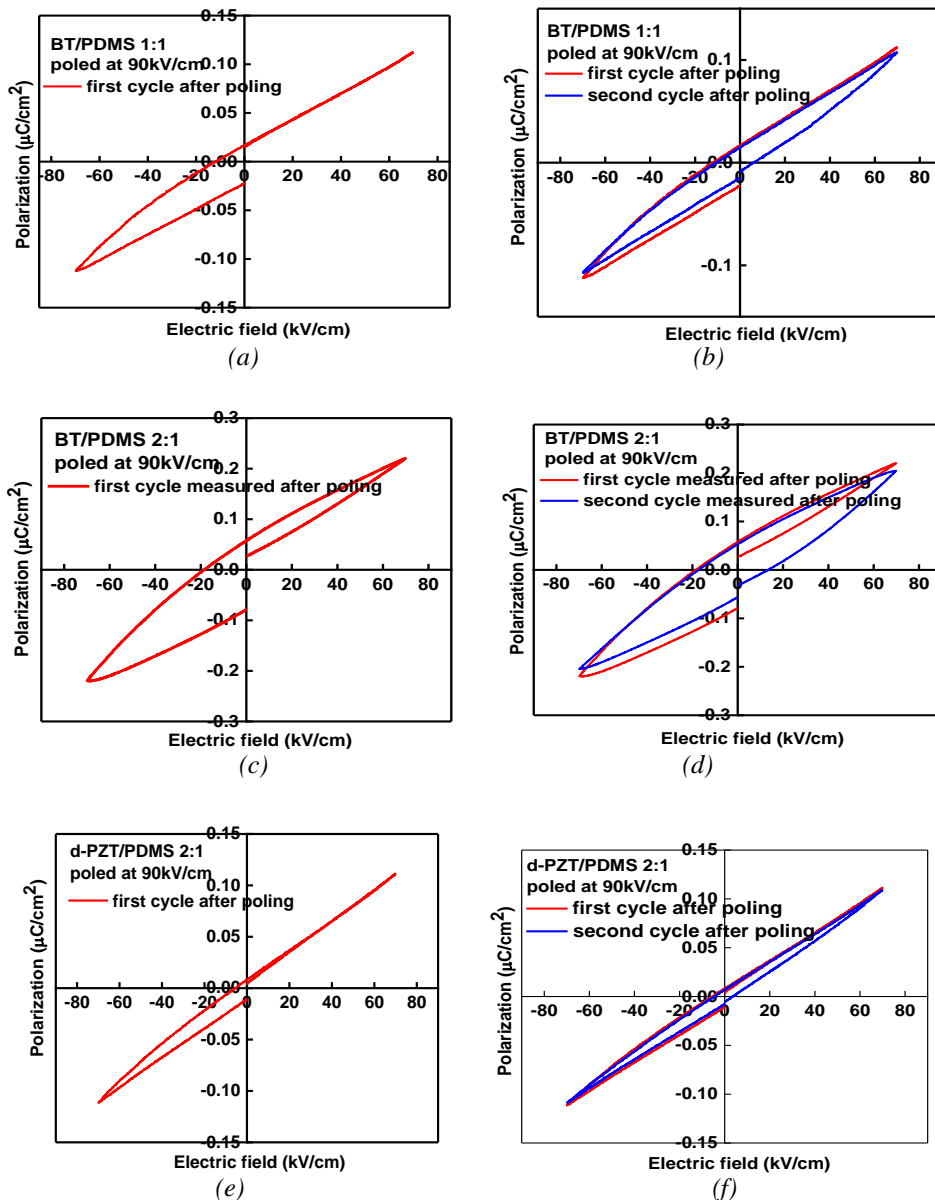 0.15
BT/PDMS 1:1
poled at 90kV/cm
first cycle after poling
0.10
0.05
0.00
-80 -60 -40 -20 0 20 40 60 80
-0.05
-0.10
-0.15
Polarization (μC/cm2)
Electric field (kV/cm)
(a)
BT/PDMS 1:1
poled at 90kV/cm
0.1
first cycle after poling
second cycle after poling
0.0
-80 -60 -40 -20 0 20 40 60 80
-0.1
Polarization (μC/cm2)
Electric field (kV/cm)
(b)
0.3
BT/PDMS 2:1
poled at 90kV/cm
0.2
first cycle measured after poling
0.1
0.0
-80 -60 -40 -20 0 20 40 60 80
-0.1
-0.2
-0.3
Polarization (μC/cm2)
Electric field (kV/cm)
(c)
0.3
BT/PDMS 2:1
poled at 90kV/cm
0.2
first cycle measured after poling
second cycle measured after poling
0.1
0.0
-80 -60 -40 -20 0 20 40 60 80
-0.1
-0.2
0.3
Polarization (μC/cm2)
Electric field (kV/cm)
(d)
0.15
d-PZT/PDMS 2:1
poled at 90kV/cm
0.10
first cycle after poling
0.05
0.00
-80 -60 -40 -20 0 20 40 60 80
-0.05
-0.10
-0.15
Polarization (μC/cm2)
Electric field (kV/cm)
(e)
0.15
d-PZT/PDMS 2:1
poled at 90kV/cm
0.10
first cycle after poling
second cycle after poling
0.05
0.00
-80 -60 -40 -20 0 20 40 60 80
-0.05
-0.10
-0.15
Polarization (μC/cm2)
Electric field (kV/cm)
(f)